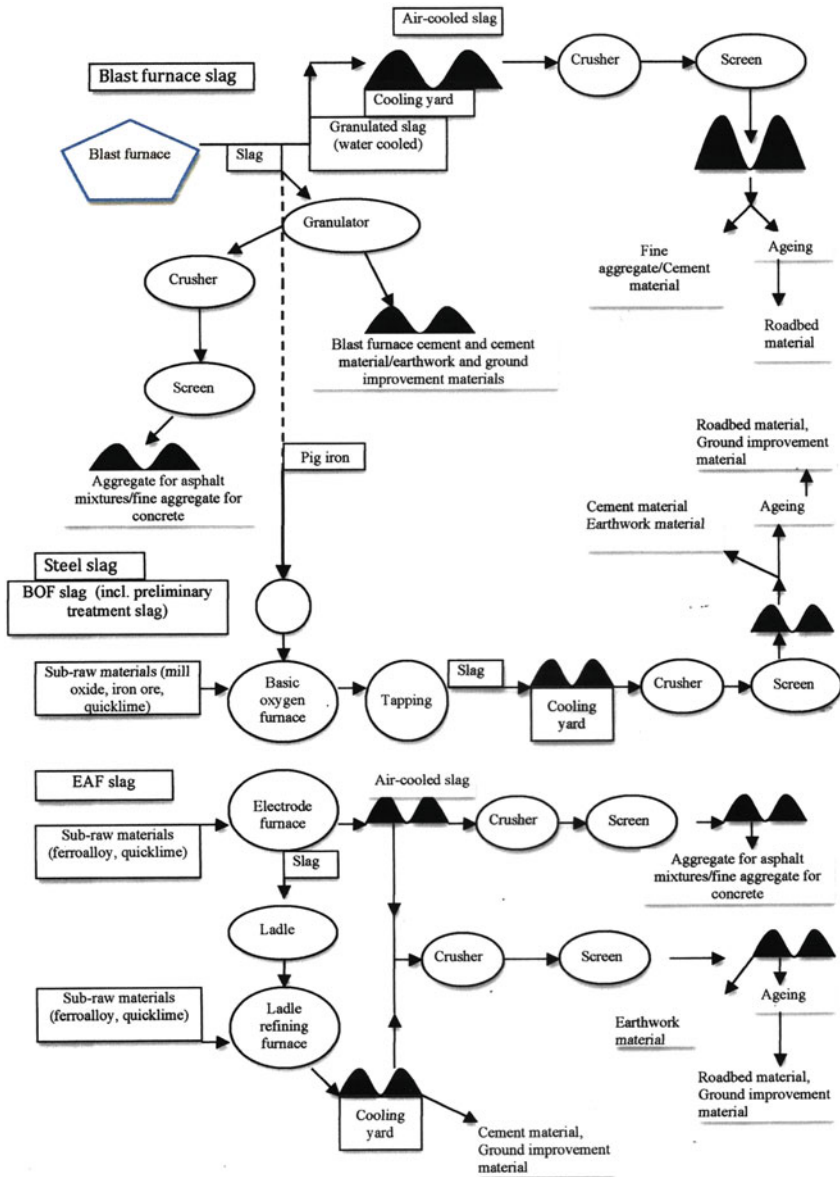 Air-cooled slag
Blast furnace slag
Crusher
Screen
Cooling yard
Granulated slag
(water cooled)
Blast furnace
Slag
Granulator
Fine
aggregate/Cement
material
Ageing
Crusher
Roadbed
material
Blast furnace cement and cement
material/earthwork and ground
improvement materials
Screen
Roadbed material,
Ground improvement
material
Pig iron
Aggregate for asphalt
mixtures/fine aggregate for
concrete
Cement material
Earthwork material
Ageing
Steel slag
BOF slag (incl. preliminary
treatment slag)
Sub-raw materials (mill
oxide, iron ore,
quicklime)
Basic
oxygen
furnace
Tapping
Slag
Cooling
yard
Crusher
Screen
EAF slag
Air-cooled slag
Electrode
furnace
Crusher
Screen
Sub-raw materials
(ferroalloy, quicklime)
Slag
Aggregate for asphalt
mixtures/fine aggregate for
concrete
Ladle
Crusher
Screen
Sub-raw materials
(ferroalloy, quicklime)
Ladle
refining
furnace
Earthwork
material
Ageing
Roadbed material,
Ground improvement
material
Cooling
yard
Cement material,
Ground improvement
material